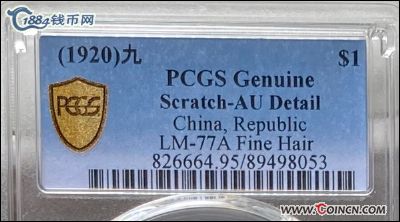 1884钱币网
(1920)九 $1
PCGS Genuine
PCGS
Scratch-AU Detail
China, Republic
LM-77A Fine Hair
826664.95/89498053
www.COINCN.com